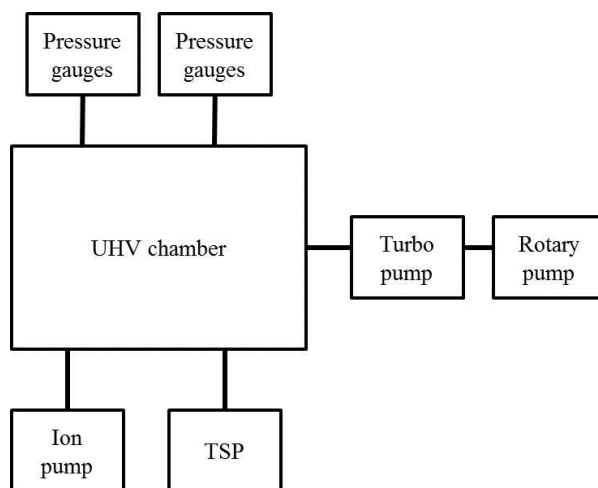 Pressure
gauges
Pressure
gauges
UHV chamber
Turbo
pump
Rotary
pump
Ion
pump
TSP